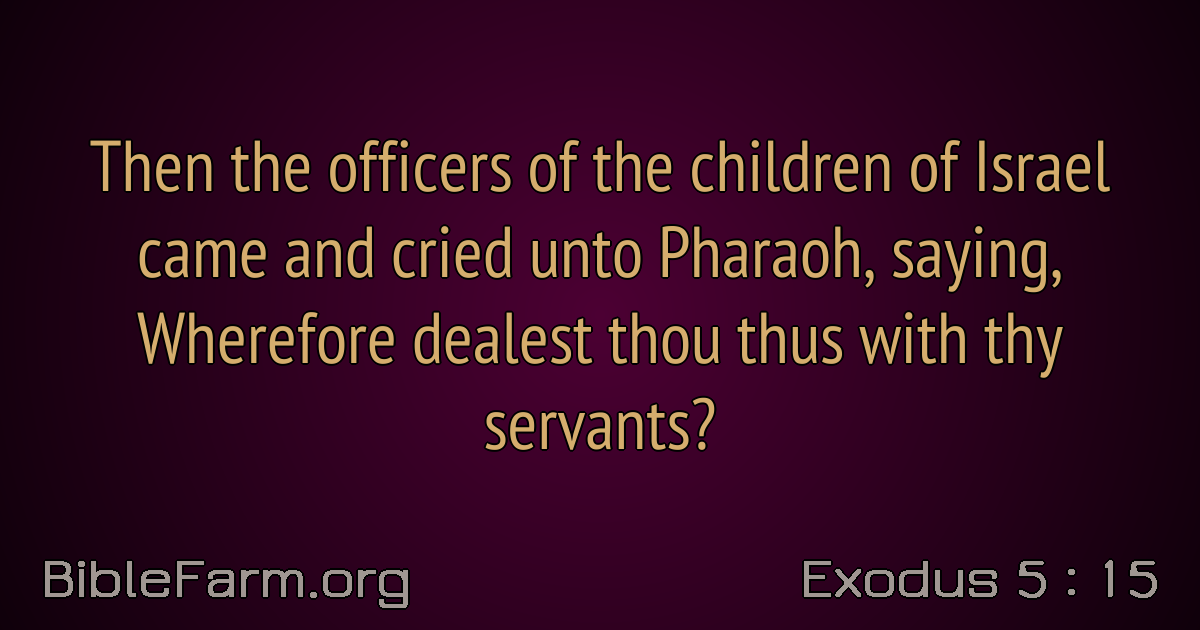 Then the officers of the children of Israel
came and cried unto Pharaoh, saying,
Wherefore dealest thou thus with thy
servants?
BibleFarm.org
Exodus 5 : 15